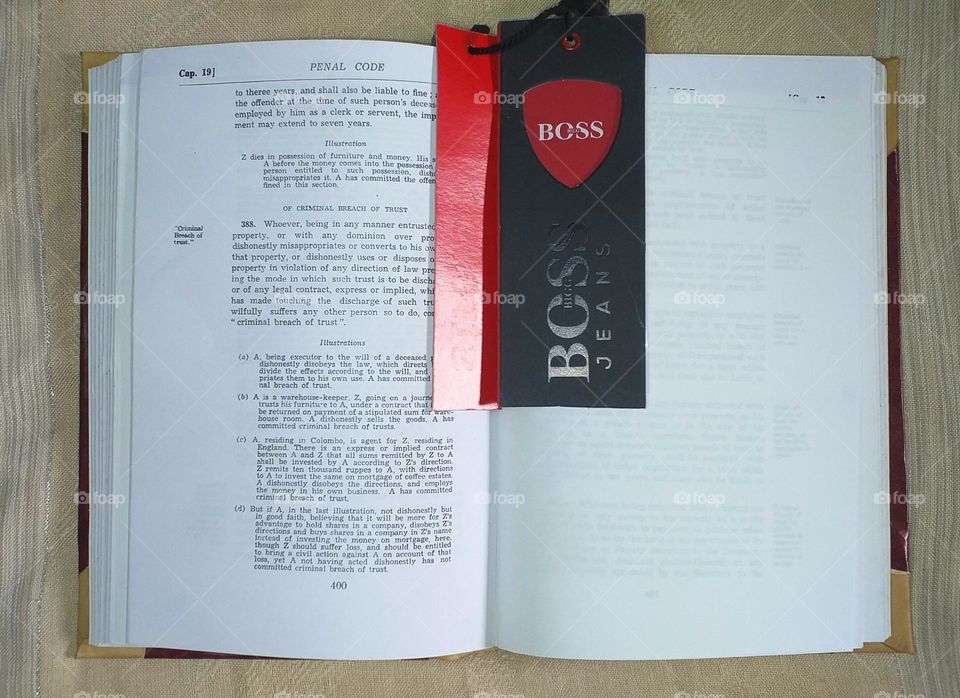 Cap. 19]
PENAL CODE
to theree years, and shall also be liable to fine;
the offender at the time of such person's
employed by him as a clerk or servent, the
ment may extend to seven years.
Illustration
Z dies in possession of furniture and money. His
A before the money comes into the possession
person entitled to such possession,
misappropriates it. A has committed the
fined in this section.
OF CRIMINAL BREACH OF TRUST
"Criminal
Breach of
trust."
388. Whoever, being in any manner entrusted
property, or with any dominion over
dishonestly misappropriates or converts to his
that property, or dishonestly uses or disposes
property in violation of any direction of law
ing the mode in which such trust is to be
or of any legal contract, express or implied,
has made touching the discharge of such
wilfully suffers any other person so to do,
"criminal breach of trust".
Illustrations
(a) A, being executor to the will of a deceased
dishonestly disobeys the law, which directs
divide the effects according to the will, and
priates them to his own use. A has committed
nal breach of trust.
(b) A is a warehouse-keeper. Z, going on a
trusts his furniture to A, under a contract that
be returned on payment of a stipulated sum for ware-
house room. A dishonestly sells the goods. A has
committed criminal breach of trusts.
(c) A, residing in Colombo, is agent for Z, residing in
England. There is an express or implied contract
between A and Z that all sums remitted by Z to A
shall be invested by A according to Z's direction.
Z remits ten thousand ruppes to A, with directions
to A to invest the same on mortgage of coffee estates.
A dishonestly disobeys the directions, and employs
the money in his own business. A has committed
criminal breach of trust.
(d) But if A, in the last illustration, not dishonestly but
in good faith, believing that it will be more for Z's
advantage to hold shares in a company, disobeys Z's
directions and buys shares in a company in Z's name
instead of investing the money on mortgage, here,
though Z should suffer loss, and should be entitled
to bring a civil action against A on account of that
loss, yet A not having acted dishonestly has not
committed criminal breach of trust.
400
BOSS
BOSS
JEANS
foap